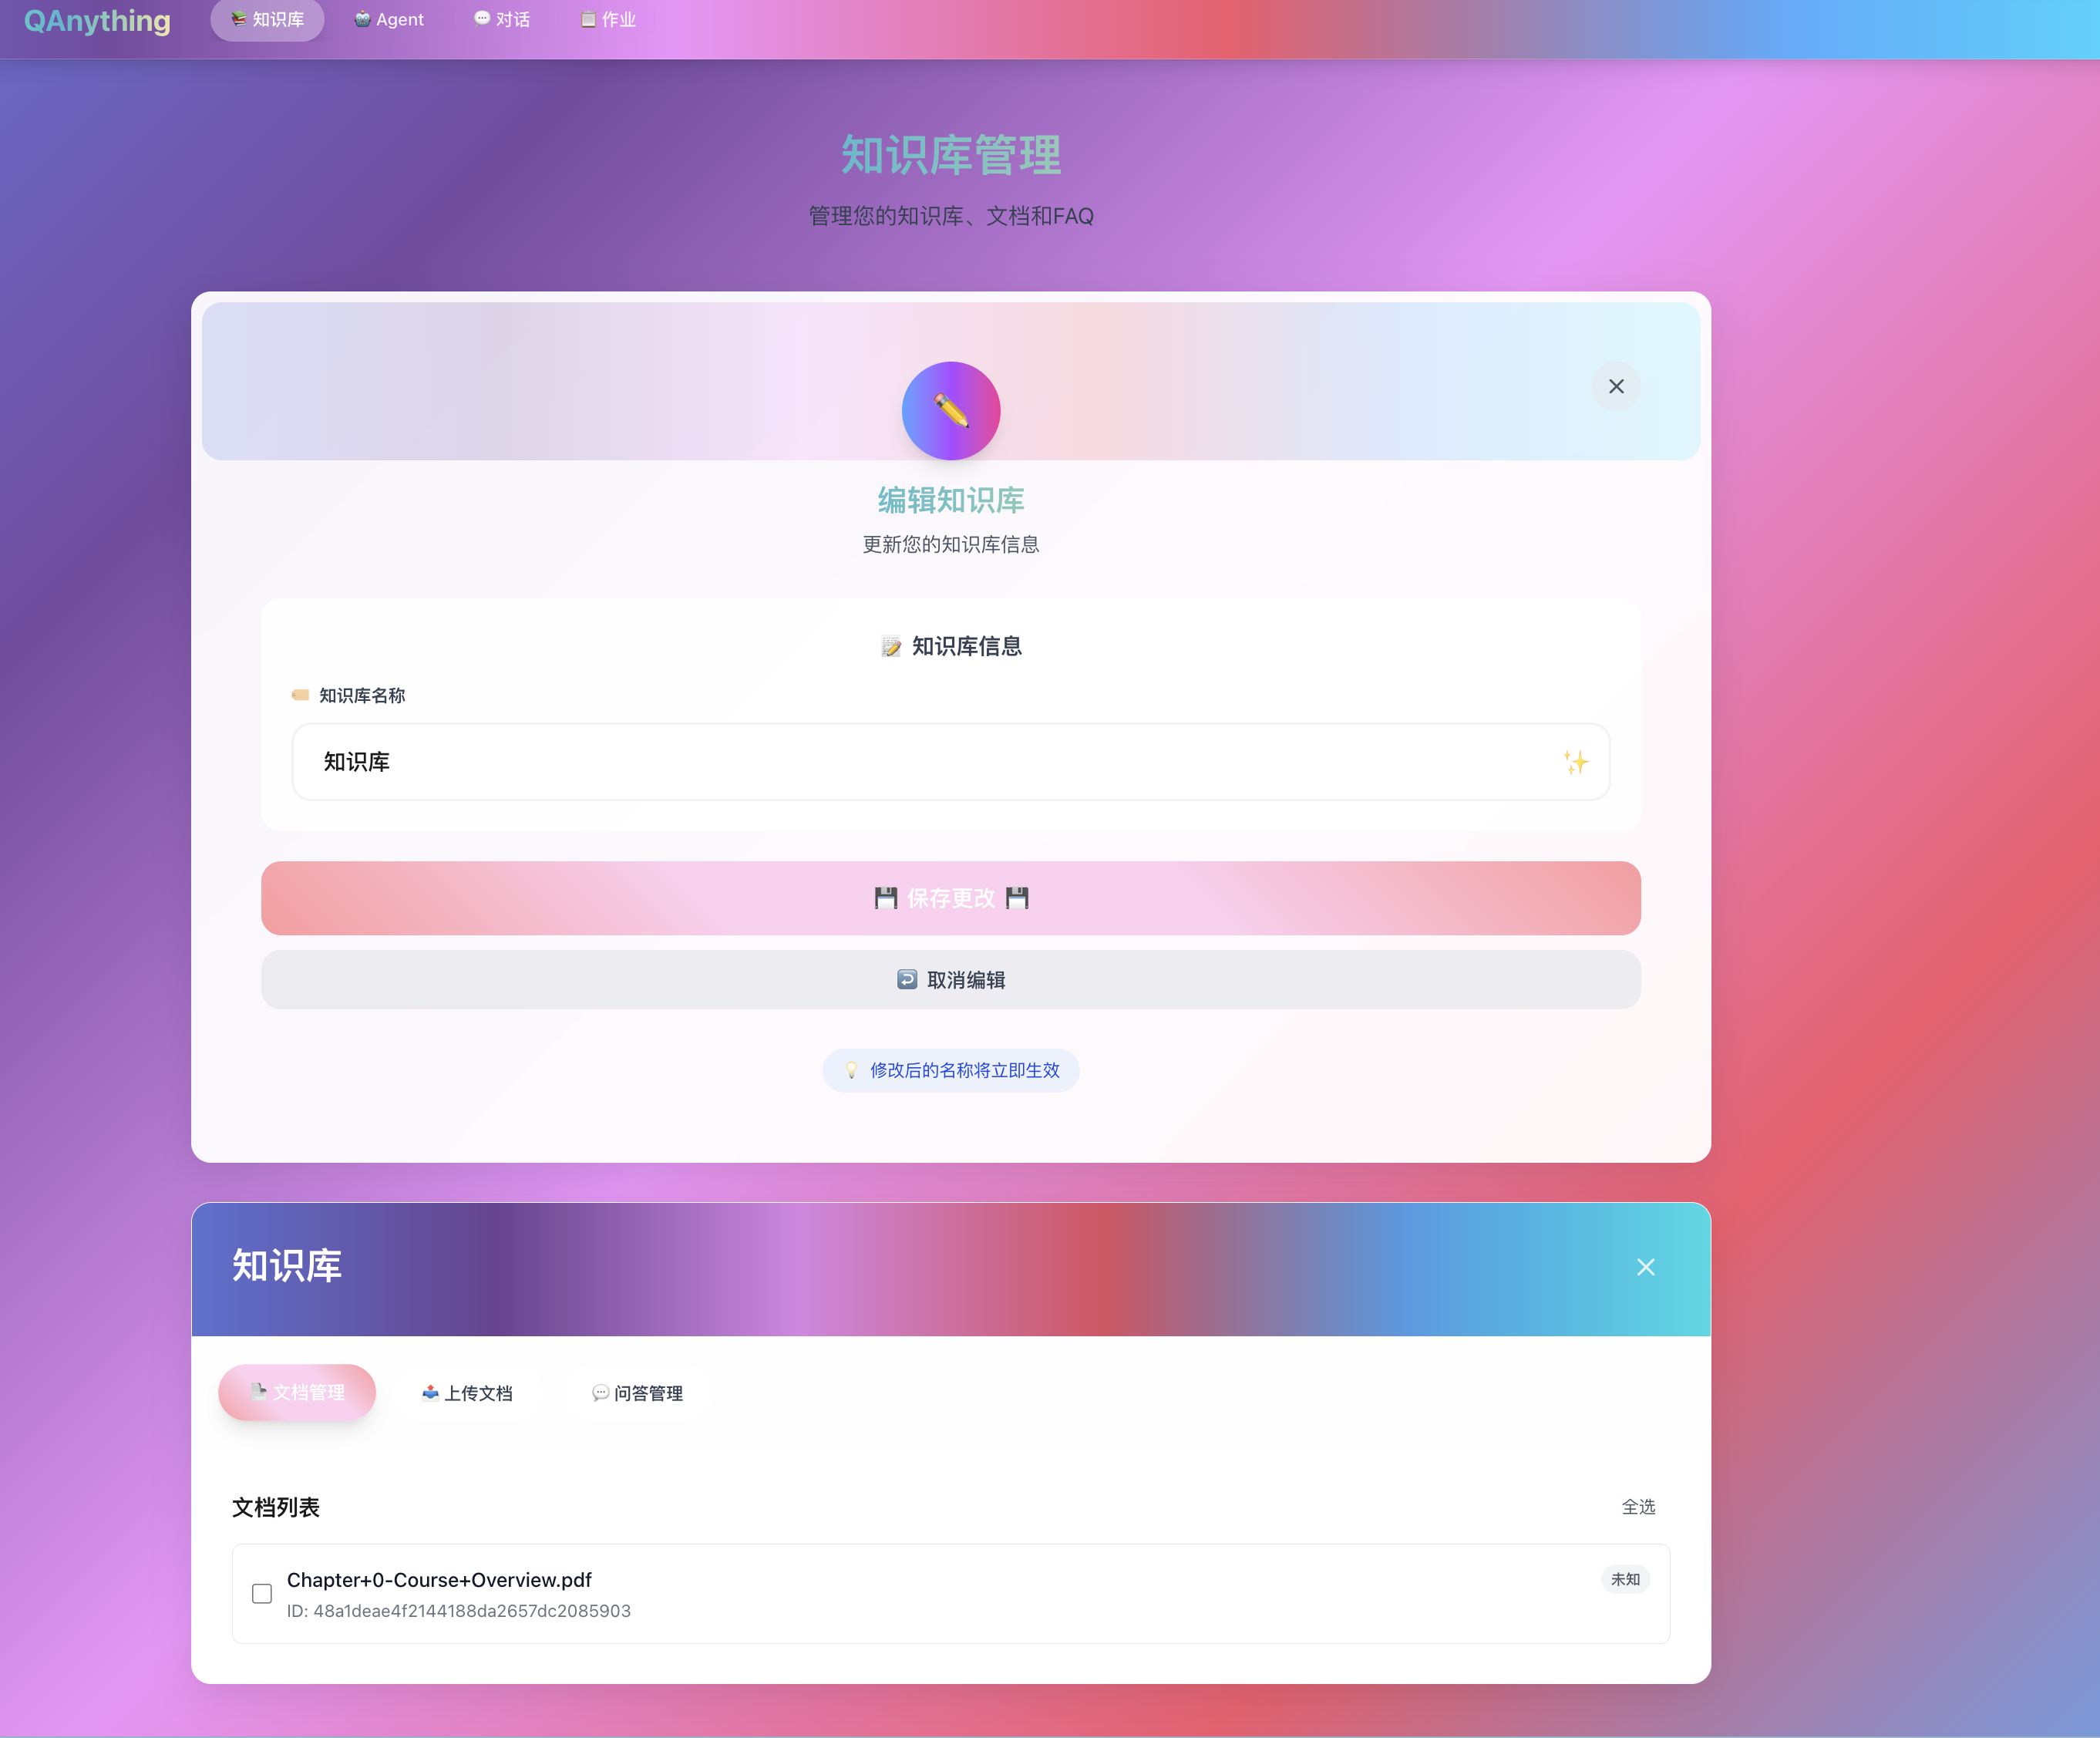 QAnything 知识库 Agent 对话 作业
知识库管理
管理您的知识库、文档和FAQ
编辑知识库
更新您的知识库信息
知识库信息
知识库名称
知识库
保存更改
取消编辑
修改后的名称将立即生效
知识库
文档管理 上传文档 问答管理
文档列表 全选
Chapter+0-Course+Overview.pdf 未知
ID: 48a1deae4f2144188da2657dc2085903